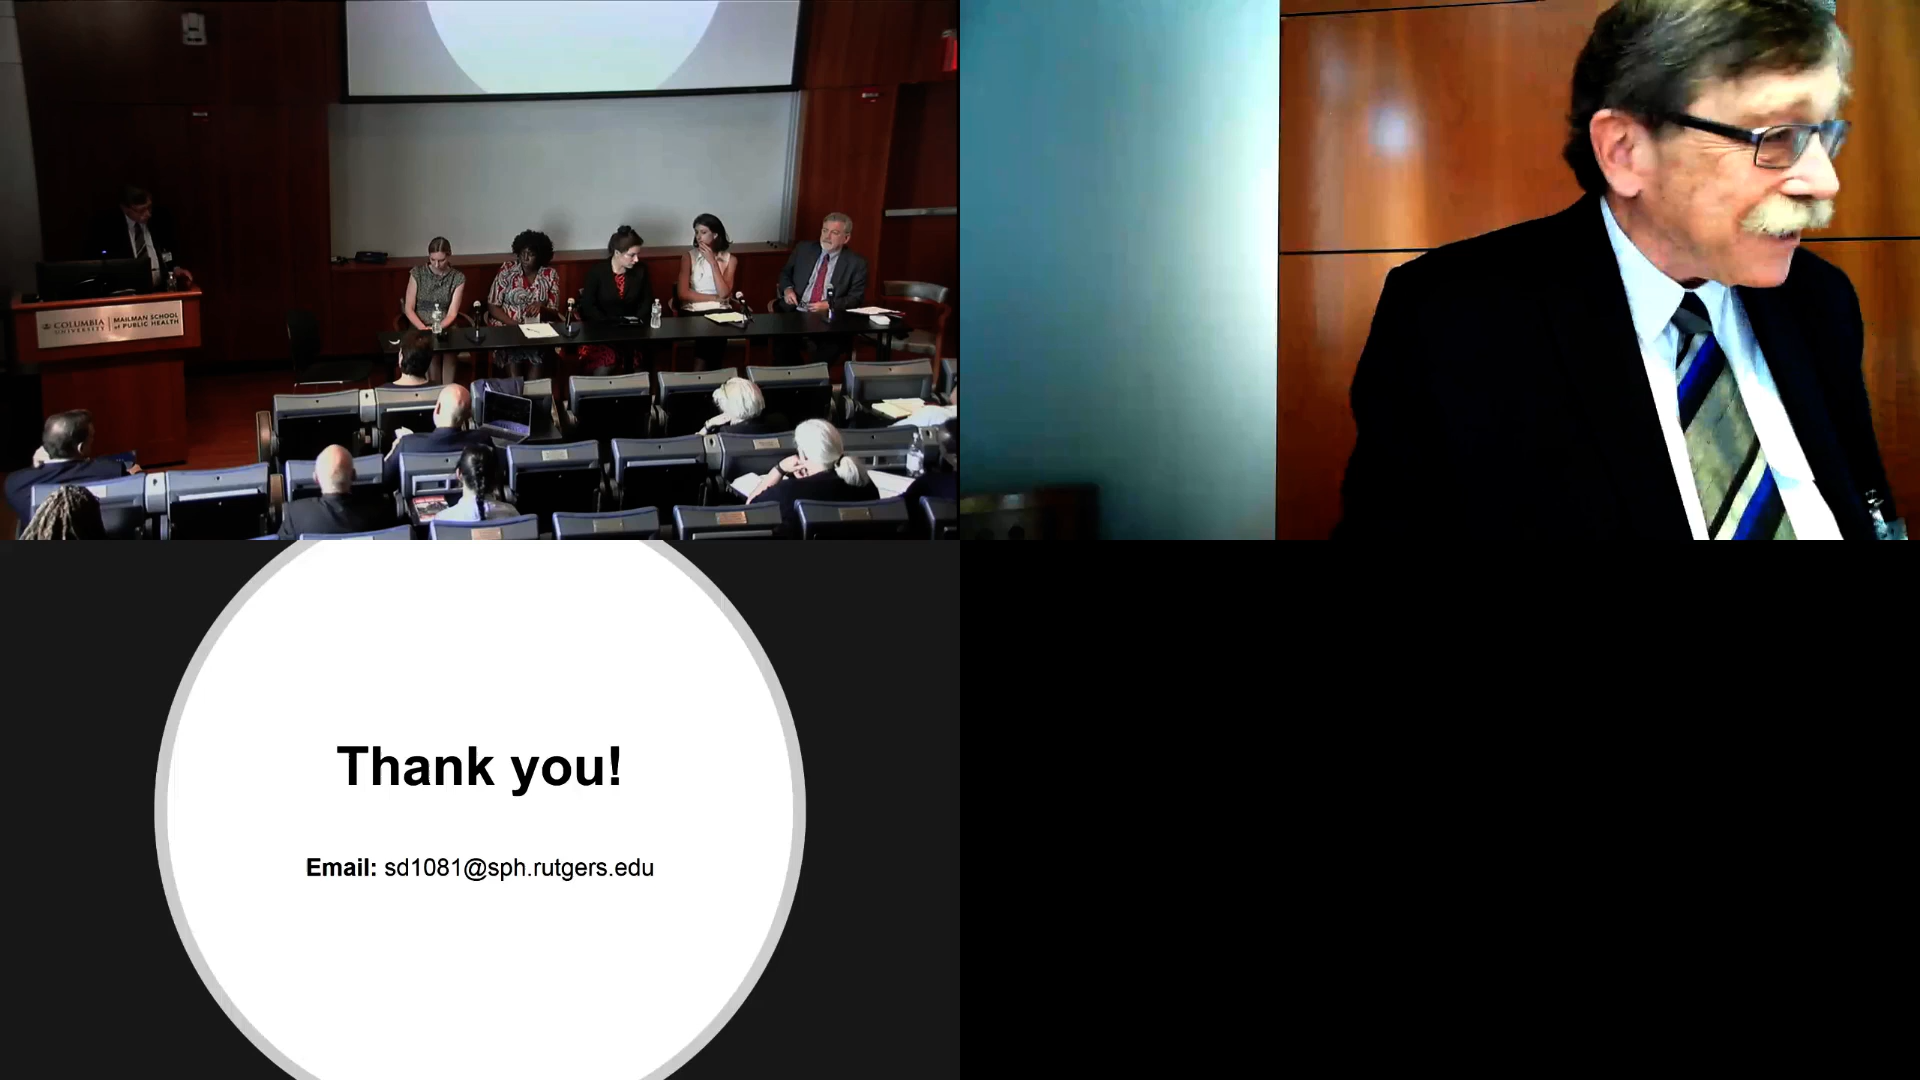 COLUMBIA UNIVERSITY
MAILMAN SCHOOL
of PUBLIC HEALTH
Thank you!
Email: sd1081@sph.rutgers.edu